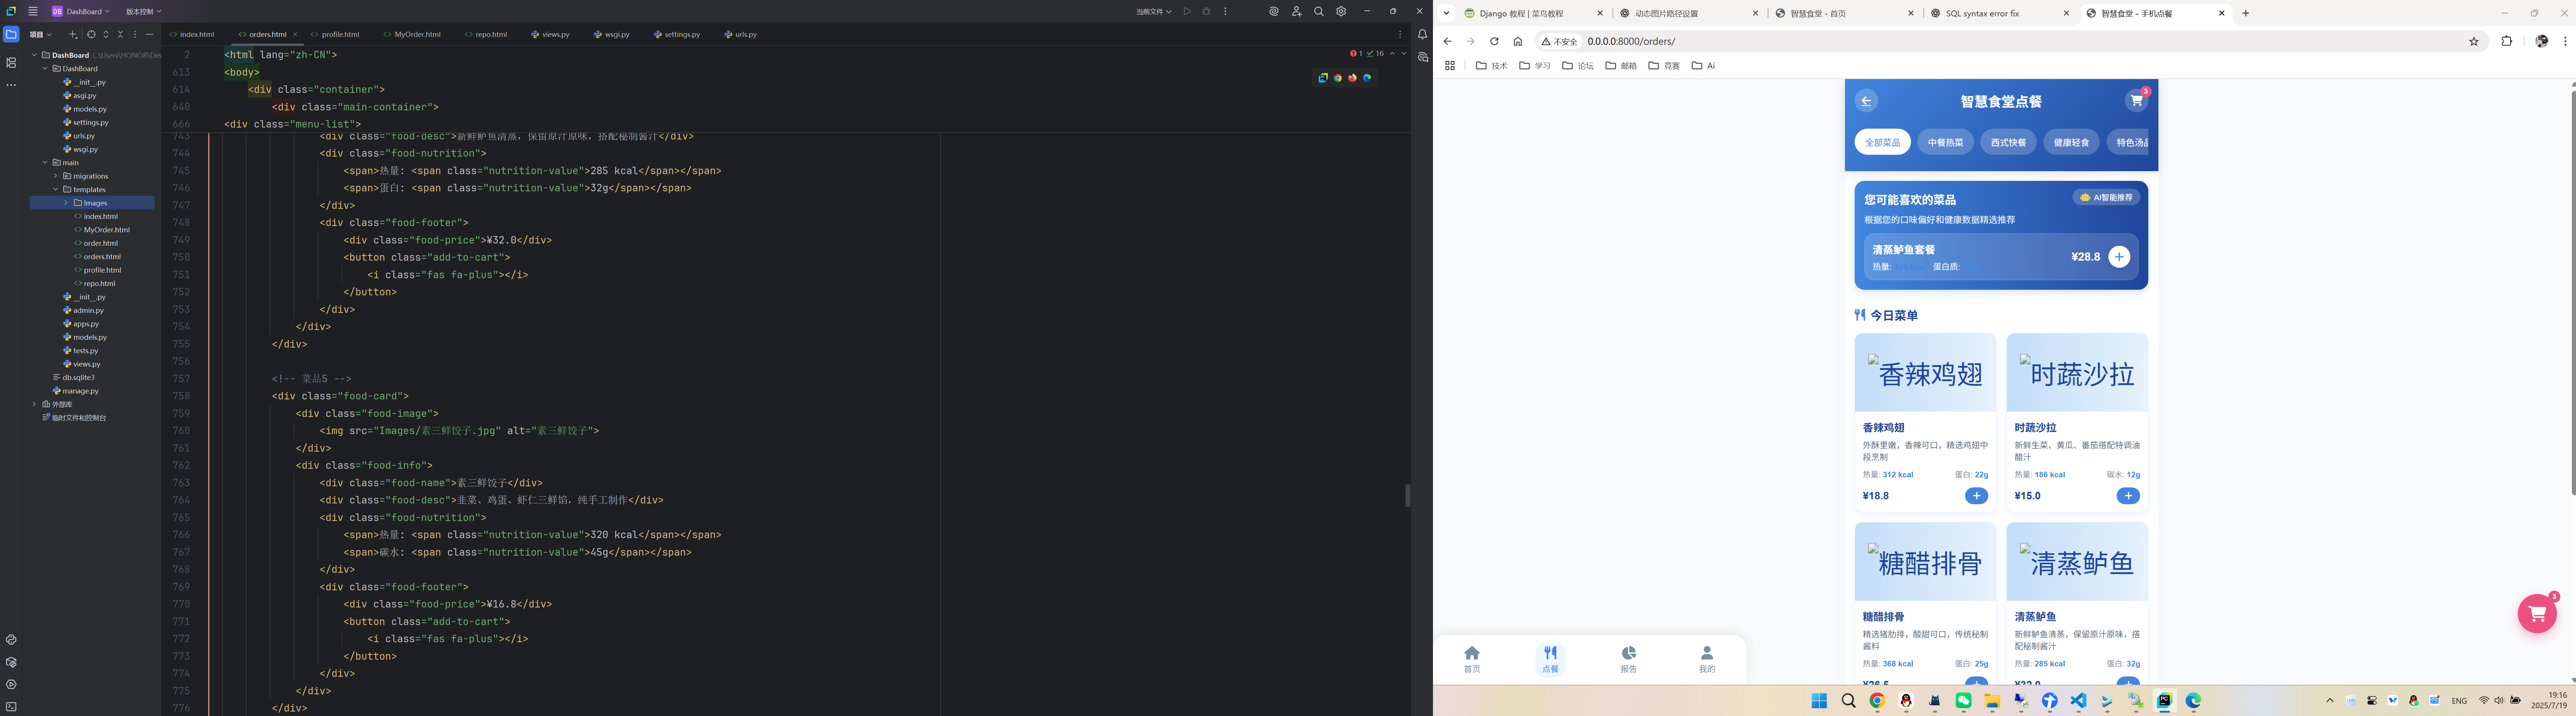 DB DashBoard 版本控制 当前文件
项目
DashBoard C:\Users\HONOR\Des
DashBoard
__init__.py
asgi.py
models.py
settings.py
urls.py
wsgi.py
main
migrations
templates
Images
index.html
MyOrder.html
order.html
orders.html
profile.html
repo.html
__init__.py
admin.py
apps.py
models.py
tests.py
views.py
db.sqlite3
manage.py
外部库
临时文件和控制台
index.html orders.html profile.html MyOrder.html repo.html views.py wsgi.py settings.py urls.py
1 16
2 <html lang="zh-CN">
613 <body>
614 <div class="container">
640 <div class="main-container">
666 <div class="menu-list">
743 <div class="food-desc">新鲜鲈鱼清蒸，保留原汁原味，搭配秘制酱汁</div>
744 <div class="food-nutrition">
745 <span>热量: <span class="nutrition-value">285 kcal</span></span>
746 <span>蛋白: <span class="nutrition-value">32g</span></span>
747 </div>
748 <div class="food-footer">
749 <div class="food-price">¥32.0</div>
750 <button class="add-to-cart">
751 <i class="fas fa-plus"></i>
752 </button>
753 </div>
754 </div>
755 </div>
756
757 <!-- 菜品5 -->
758 <div class="food-card">
759 <div class="food-image">
760 <img src="Images/素三鲜饺子.jpg" alt="素三鲜饺子">
761 </div>
762 <div class="food-info">
763 <div class="food-name">素三鲜饺子</div>
764 <div class="food-desc">韭菜、鸡蛋、虾仁三鲜馅，纯手工制作</div>
765 <div class="food-nutrition">
766 <span>热量: <span class="nutrition-value">320 kcal</span></span>
767 <span>碳水: <span class="nutrition-value">45g</span></span>
768 </div>
769 <div class="food-footer">
770 <div class="food-price">¥16.8</div>
771 <button class="add-to-cart">
772 <i class="fas fa-plus"></i>
773 </button>
774 </div>
775 </div>
776 </div>
Django 教程 | 菜鸟教程 动态图片路径设置 智慧食堂 - 首页 SQL syntax error fix 智慧食堂 - 手机点餐
不安全 0.0.0.0:8000/orders/
技术 学习 论坛 邮箱 竞赛 Ai
智慧食堂点餐 3
全部菜品 中餐热菜 西式快餐 健康轻食 特色汤品
您可能喜欢的菜品 AI智能推荐
根据您的口味偏好和健康数据精选推荐
清蒸鲈鱼套餐 ¥28.8
热量: 蛋白质:
今日菜单
香辣鸡翅 时蔬沙拉
香辣鸡翅 时蔬沙拉
外酥里嫩，香辣可口，精选鸡翅中 新鲜生菜、黄瓜、番茄搭配特调油
段烹制 醋汁
热量: 312 kcal 蛋白: 22g 热量: 186 kcal 碳水: 12g
¥18.8 ¥15.0
糖醋排骨 清蒸鲈鱼
糖醋排骨 清蒸鲈鱼
精选猪肋排，酸甜可口，传统秘制 新鲜鲈鱼清蒸，保留原汁原味，搭
酱料 配秘制酱汁
热量: 368 kcal 蛋白: 25g 热量: 285 kcal 蛋白: 32g
¥26.5 ¥32.0
3
首页 点餐 报告 我的
ENG 19:16
2025/7/19